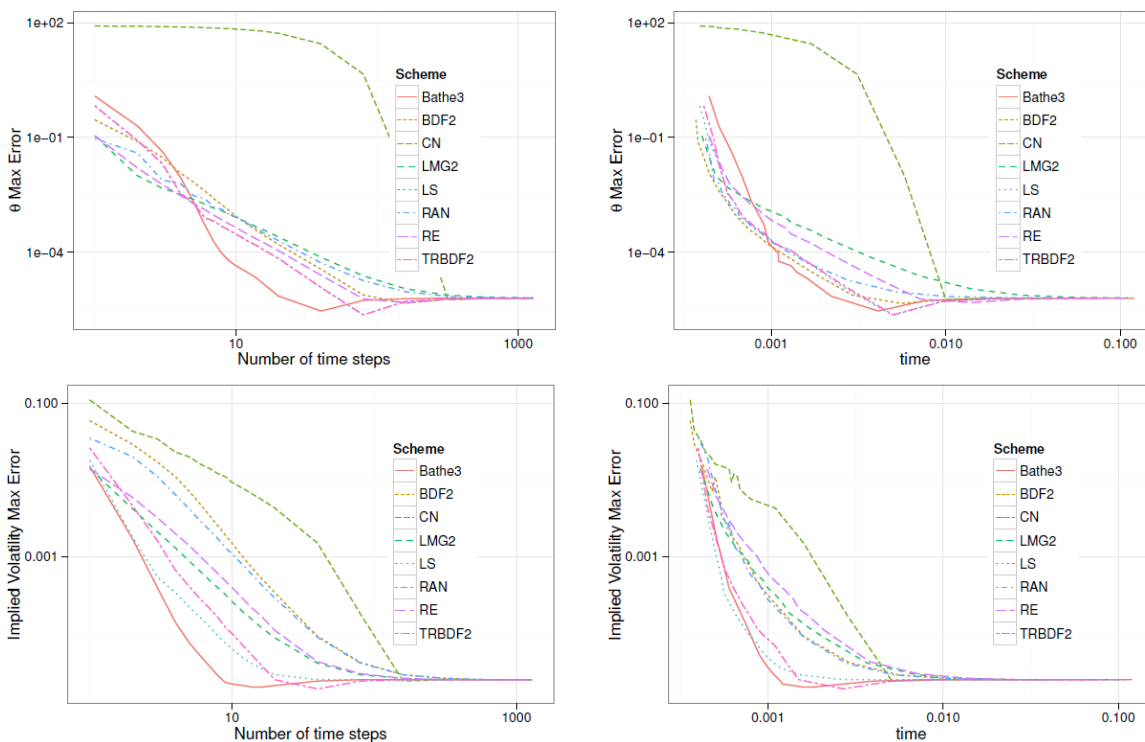 1e+02
1e−01
1e−04
θ Max Error
Scheme
Bathe3
BDF2
CN
LMG2
LS
RAN
RE
TRBDF2
10
1000
Number of time steps
1e+02
1e−01
1e−04
θ Max Error
Scheme
Bathe3
BDF2
CN
LMG2
LS
RAN
RE
TRBDF2
0.001
0.010
0.100
time
0.100
0.001
Implied Volatility Max Error
Scheme
Bathe3
BDF2
CN
LMG2
LS
RAN
RE
TRBDF2
10
1000
Number of time steps
0.100
0.001
Implied Volatility Max Error
Scheme
Bathe3
BDF2
CN
LMG2
LS
RAN
RE
TRBDF2
0.001
0.010
0.100
time